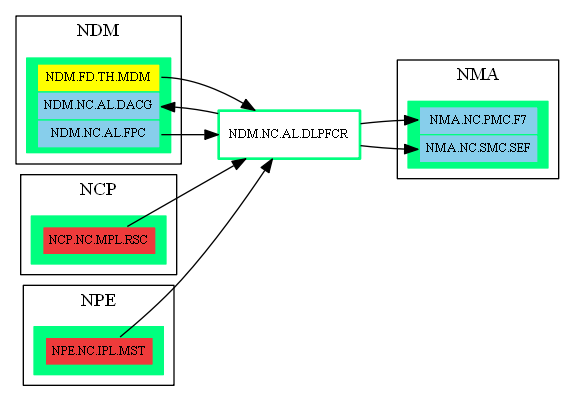 NDM
NDM.FD.TH.MDM
NDM.NC.AL.DACG
NDM.NC.AL.FPC
NCP
NCP.NC.MPL.RSC
NPE
NPE.NC.IPL.MST
NDM.NC.AL.DLPFCR
NMA
NMA.NC.PMC.F7
NMA.NC.SMC.SEF